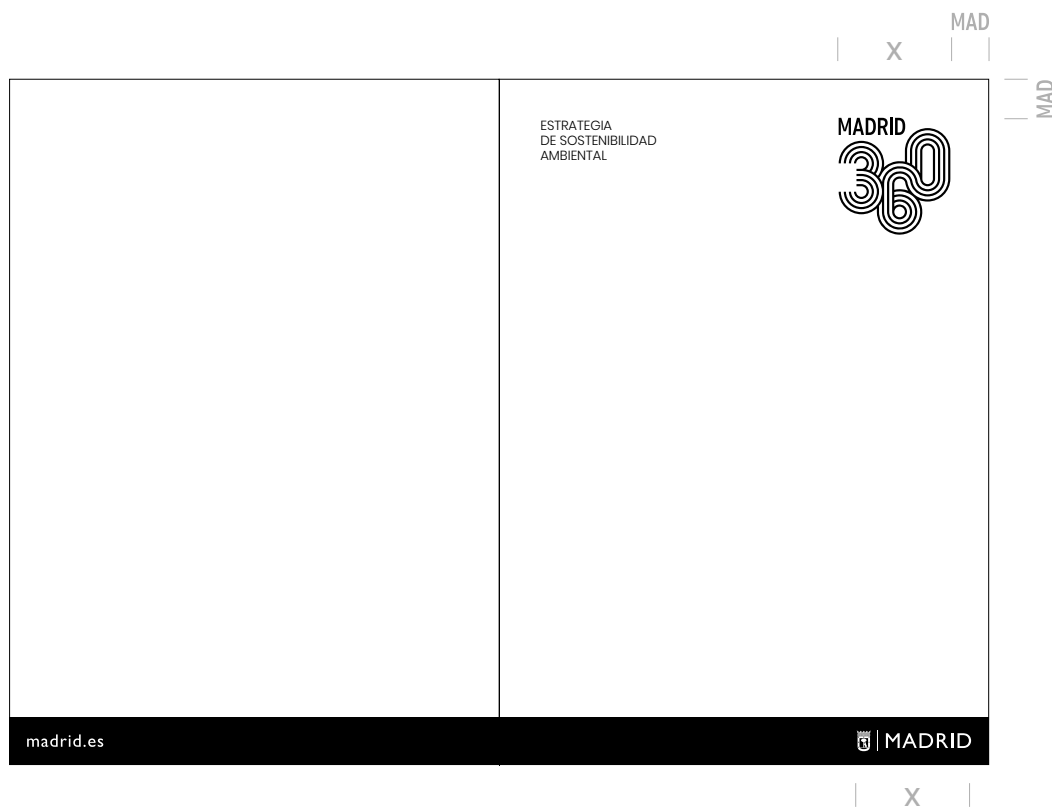 MAD
X
MAD
ESTRATEGIA
DE SOSTENIBILIDAD
AMBIENTAL
MADRID
360
madrid.es
MADRID
X